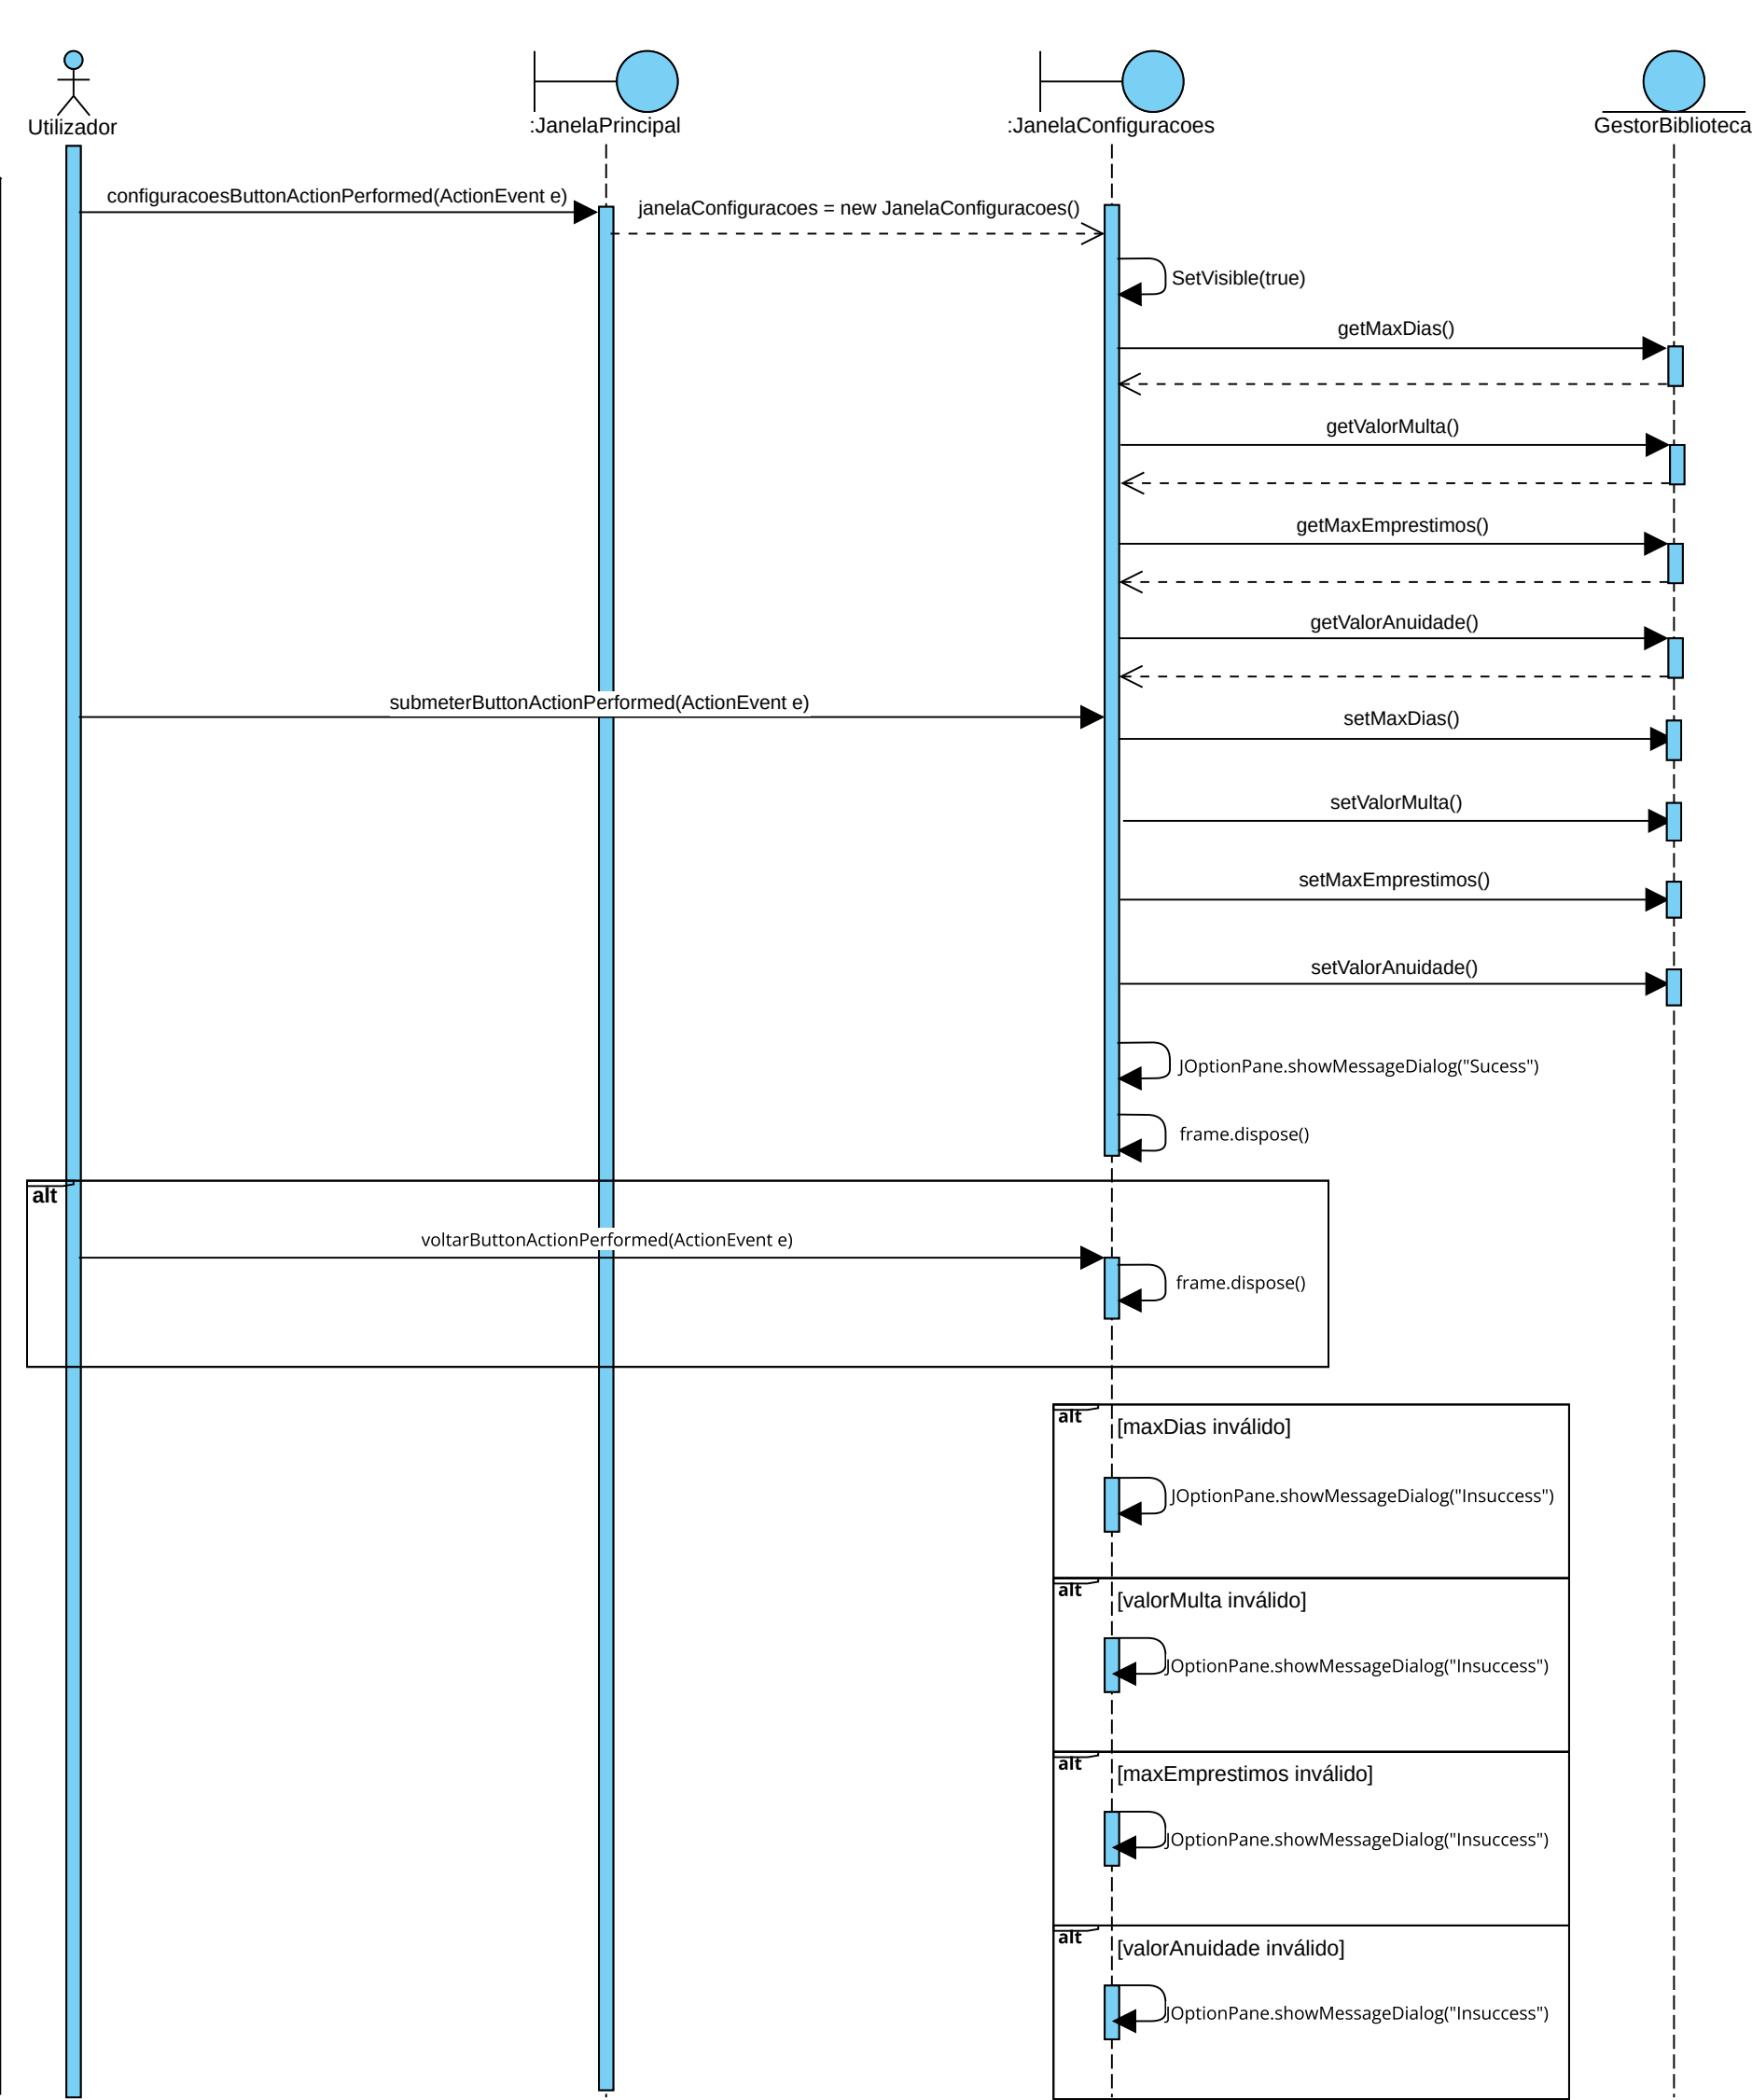 Utilizador
:JanelaPrincipal
:JanelaConfiguracoes
GestorBiblioteca
configuracoesButtonActionPerformed(ActionEvent e)
janelaConfiguracoes = new JanelaConfiguracoes()
SetVisible(true)
getMaxDias()
getValorMulta()
getMaxEmprestimos()
getValorAnuidade()
submeterButtonActionPerformed(ActionEvent e)
setMaxDias()
setValorMulta()
setMaxEmprestimos()
setValorAnuidade()
JOptionPane.showMessageDialog("Sucess")
frame.dispose()
alt
voltarButtonActionPerformed(ActionEvent e)
frame.dispose()
alt
[maxDias inválido]
JOptionPane.showMessageDialog("Insuccess")
alt
[valorMulta inválido]
JOptionPane.showMessageDialog("Insuccess")
alt
[maxEmprestimos inválido]
JOptionPane.showMessageDialog("Insuccess")
alt
[valorAnuidade inválido]
JOptionPane.showMessageDialog("Insuccess")